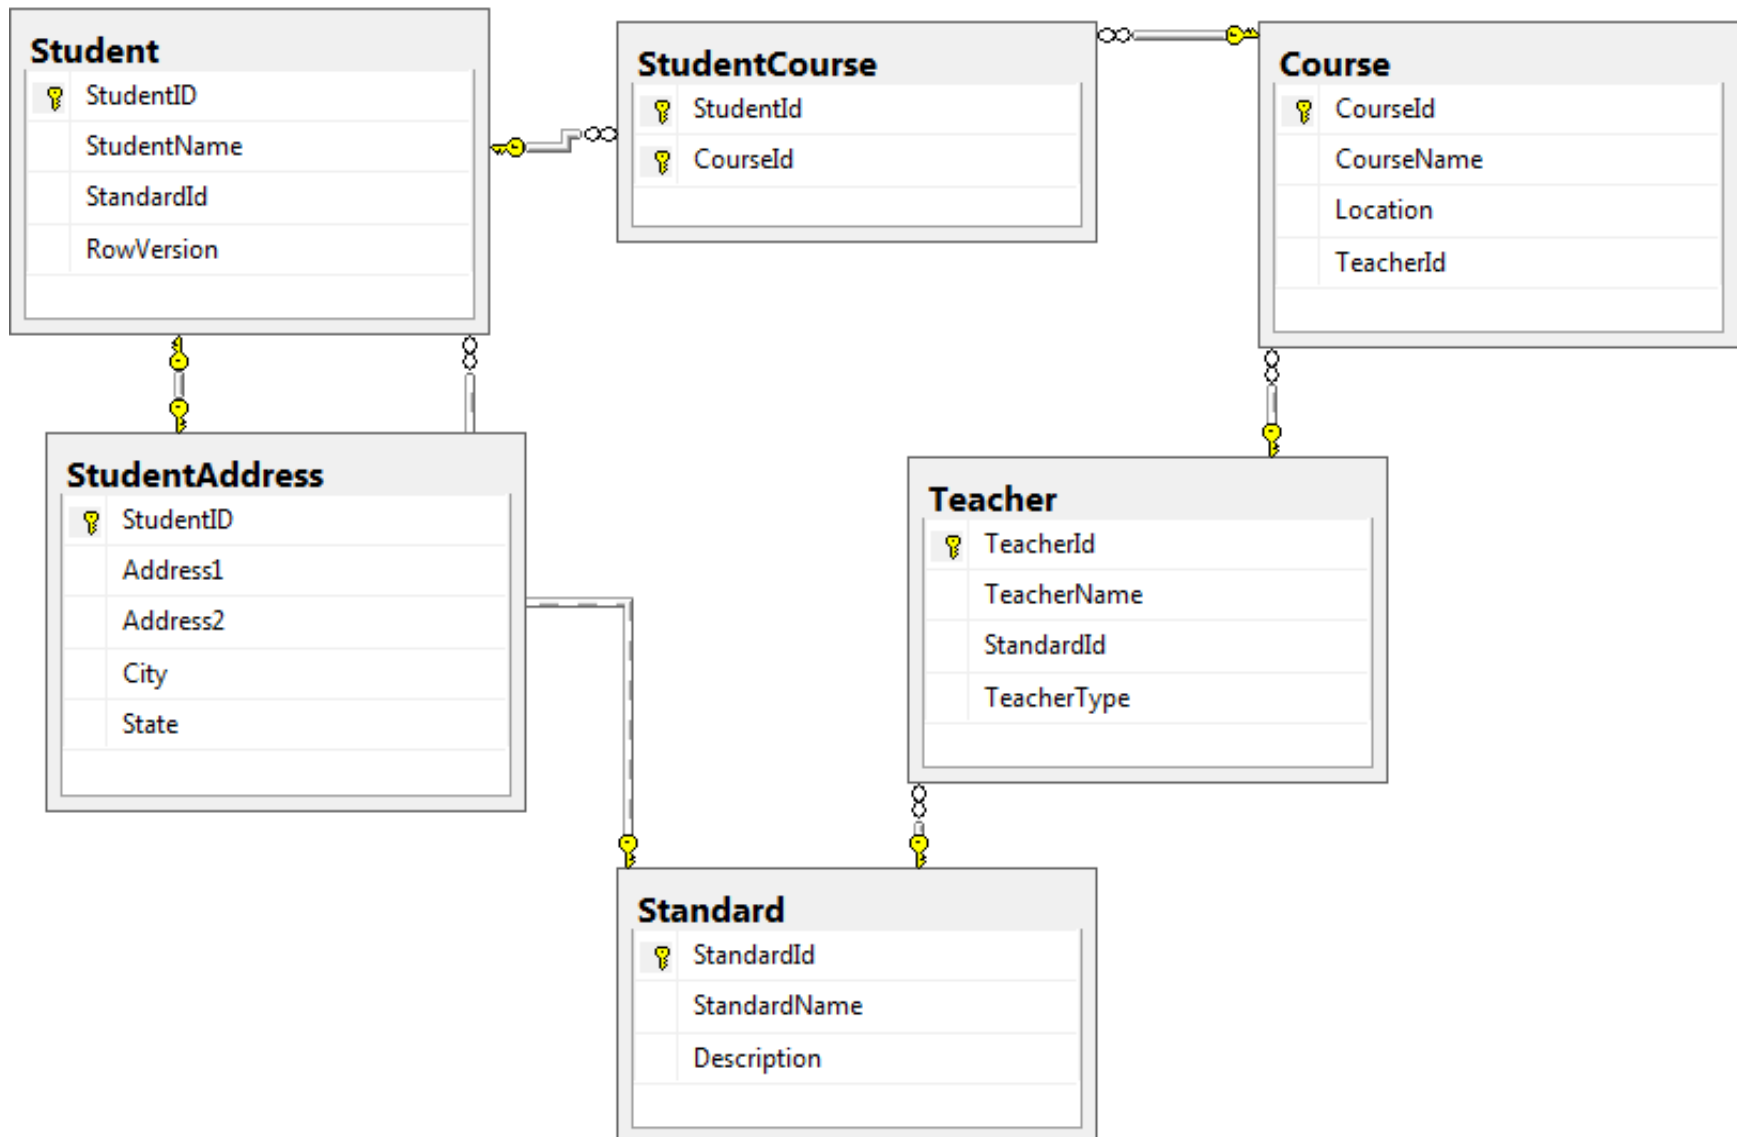 Student
StudentID
StudentName
StandardId
RowVersion
StudentCourse
StudentId
CourseId
Course
CourseId
CourseName
Location
TeacherId
StudentAddress
StudentID
Address1
Address2
City
State
Teacher
TeacherId
TeacherName
StandardId
TeacherType
Standard
StandardId
StandardName
Description